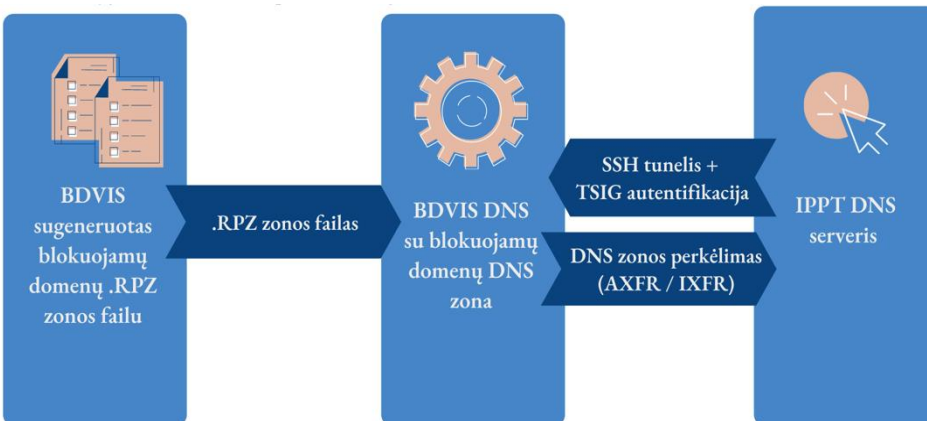 BDVIS
sugeneruotas
blokuojamų
domenų .RPZ
zonos failu
.RPZ zonos failas
BDVIS DNS
su blokuojamų
domenų DNS
zona
SSH tunelis +
TSIG autentifikacija
DNS zonos perkėlimas
(AXFR / IXFR)
IPPT DNS
serveris